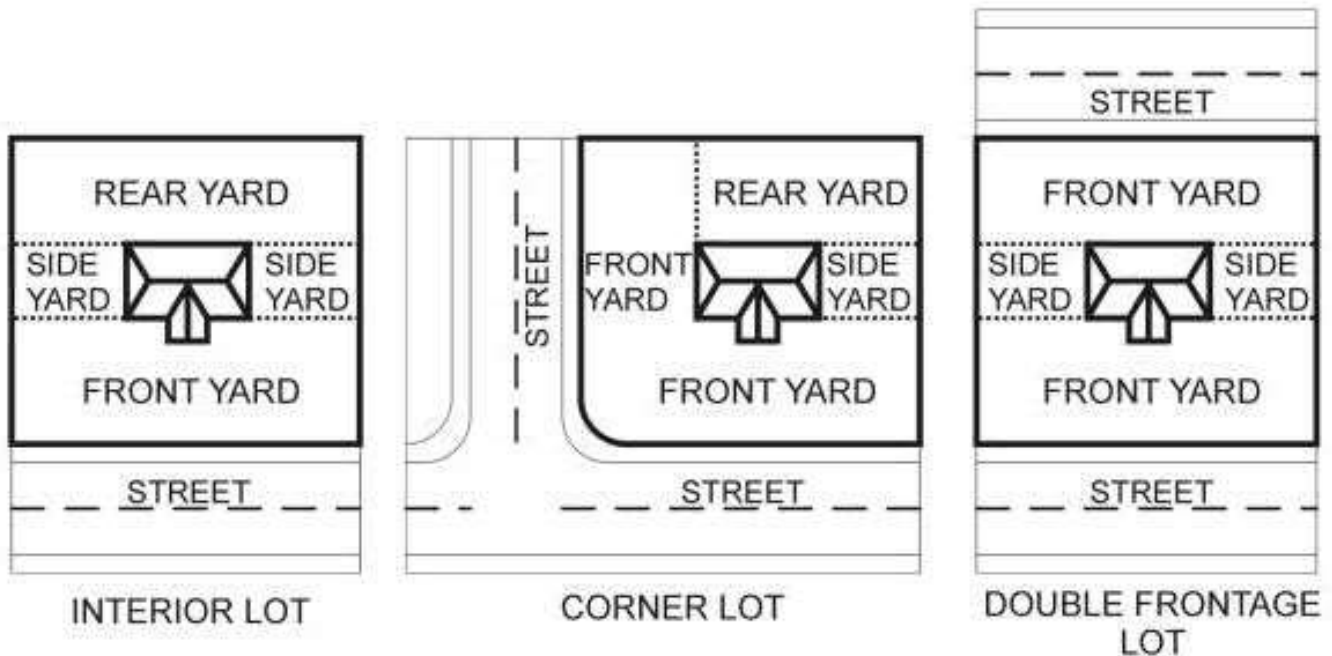 REAR YARD
SIDE
YARD
SIDE
YARD
FRONT YARD
STREET
INTERIOR LOT
STREET
REAR YARD
FRONT
YARD
SIDE
YARD
FRONT YARD
STREET
CORNER LOT
STREET
FRONT YARD
SIDE
YARD
SIDE
YARD
FRONT YARD
STREET
DOUBLE FRONTAGE
LOT